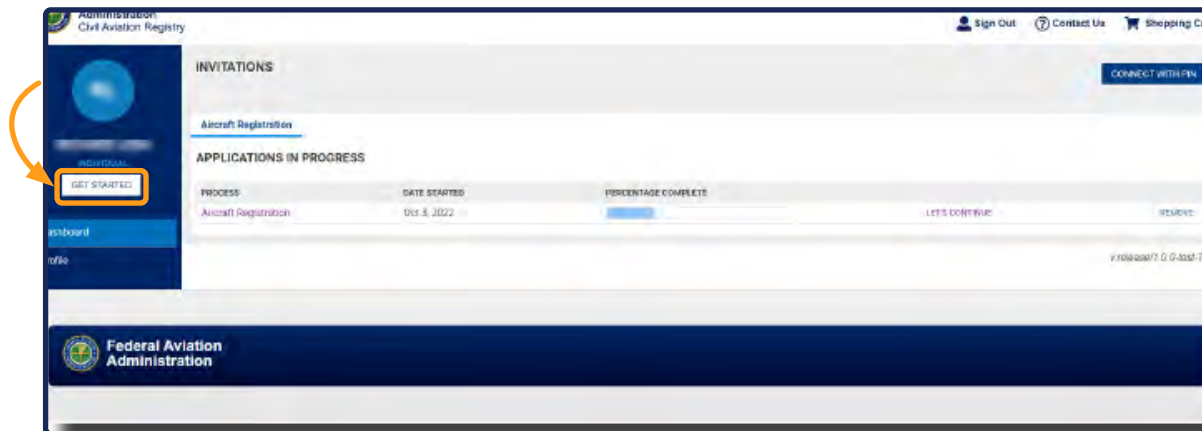 Administration
Civil Aviation Registry
Sign Out
Contact Us
Shopping Ca
INVITATIONS
CONNECT WITH PIN
Aircraft Registration
INDIVIDUAL
GET STARTED
APPLICATIONS IN PROGRESS
PROCESS DATE STARTED PERCENTAGE COMPLETE
Aircraft Registration Oct 3, 2022 LET'S CONTINUE REMOVE
ashboard
rofile
Federal Aviation
Administration